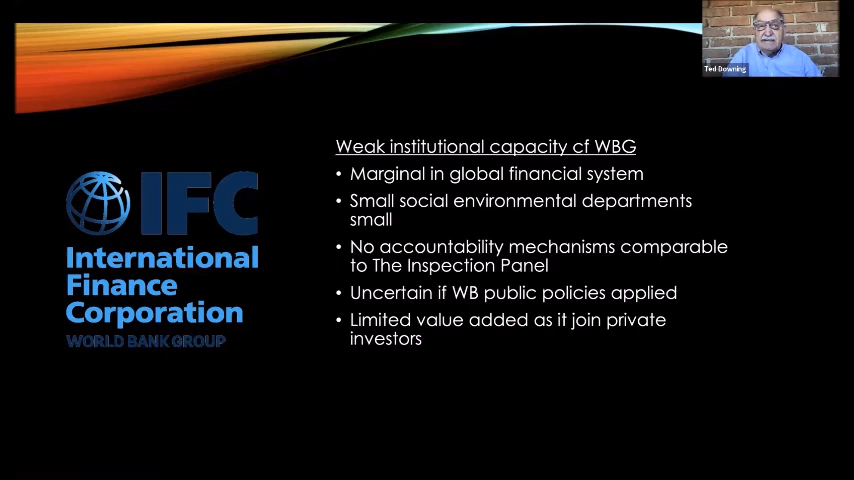 Ted Downing
Weak institutional capacity cf WBG
• Marginal in global financial system
• Small social environmental departments
small
• No accountability mechanisms comparable
to The Inspection Panel
• Uncertain if WB public policies applied
• Limited value added as it join private
investors
IFC
International
Finance
Corporation
WORLD BANK GROUP